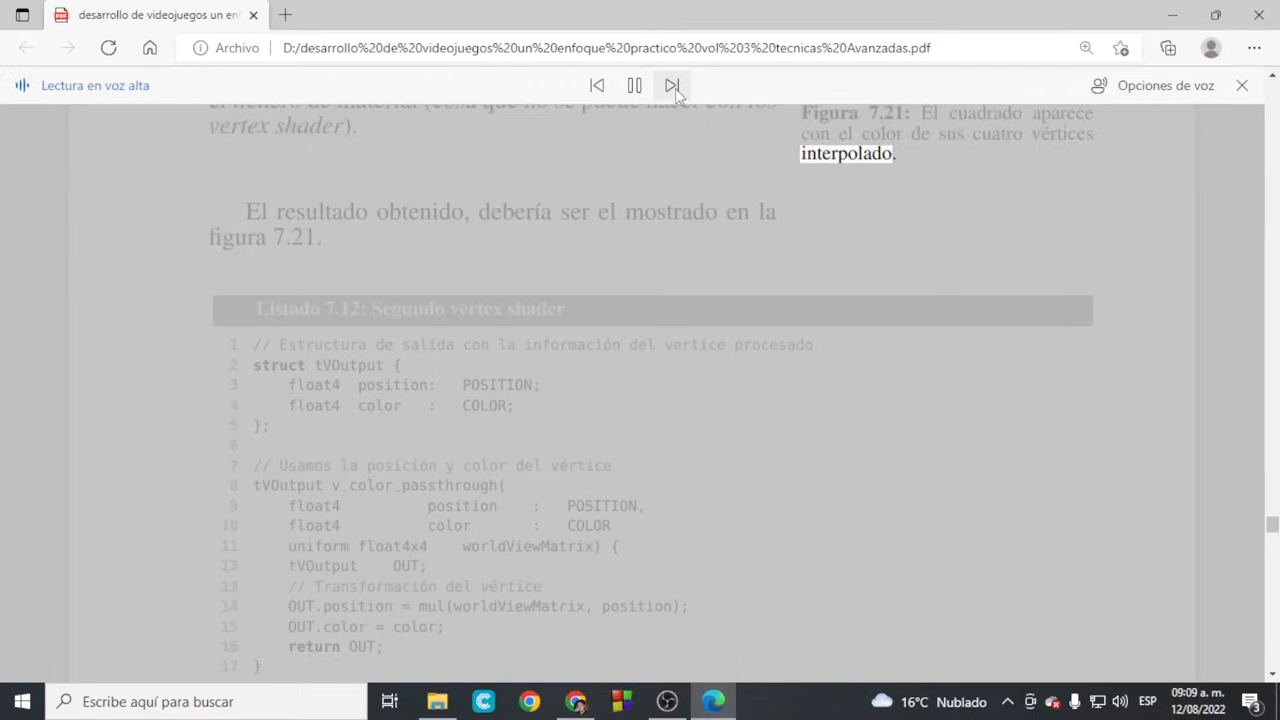 desarrollo de videojuegos un en
Archivo
D:/desarrollo%20de%20videojuegos%20un%20enfoque%20practico%20vol%203%20tecnicas%20Avanzadas.pdf
Lectura en voz alta
Opciones de voz
vertex shader).
Figura 7.21: El cuadrado aparece
con el color de sus cuatro vértices
interpolado.
El resultado obtenido, debería ser el mostrado en la
figura 7.21.
Listado 7.12: Segundo vertex shader
1 // Estructura de salida con la información del vertice procesado
2 struct tVOutput {
3 float4 position: POSITION;
4 float4 color : COLOR;
5 };
6
7 // Usamos la posición y color del vértice
8 tVOutput v_color_passthrough(
9 float4 position : POSITION,
10 float4 color : COLOR
11 uniform float4x4 worldViewMatrix) {
12 tVOutput OUT;
13 // Transformación del vértice
14 OUT.position = mul(worldViewMatrix, position);
15 OUT.color = color;
16 return OUT;
17 }
Escribe aquí para buscar
16°C Nublado
ESP
09:09 a. m.
12/08/2022
3